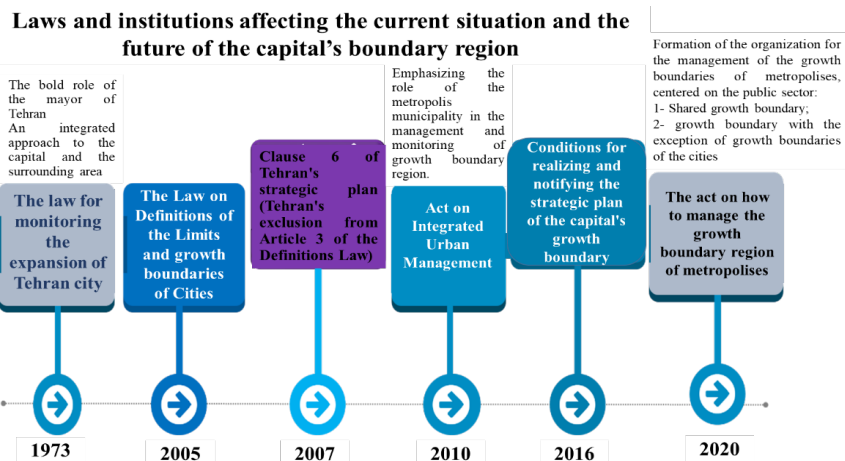 Laws and institutions affecting the current situation and the
future of the capital's boundary region
The bold role of
the mayor of
Tehran
An integrated
approach to the
capital and the
surrounding area
The law for
monitoring
the
expansion of
Tehran city
1973
The Law on
Definitions of
the Limits
and growth
boundaries
of Cities
2005
Clause 6 of
Tehran's
strategic plan
(Tehran's
exclusion from
Article 3 of the
Definitions Law)
2007
Emphasizing the
role of the
metropolis
municipality in the
management and
monitoring of
growth boundary
region.
Act on
Integrated
Urban
Management
2010
Conditions for
realizing and
notifying the
strategic plan
of the capital's
growth
boundary
2016
Formation of the organization for
the management of the growth
boundaries of metropolises,
centered on the public sector:
1- Shared growth boundary;
2- growth boundary with the
exception of growth boundaries
of the cities
The act on how
to manage the
growth
boundary region
of metropolises
2020